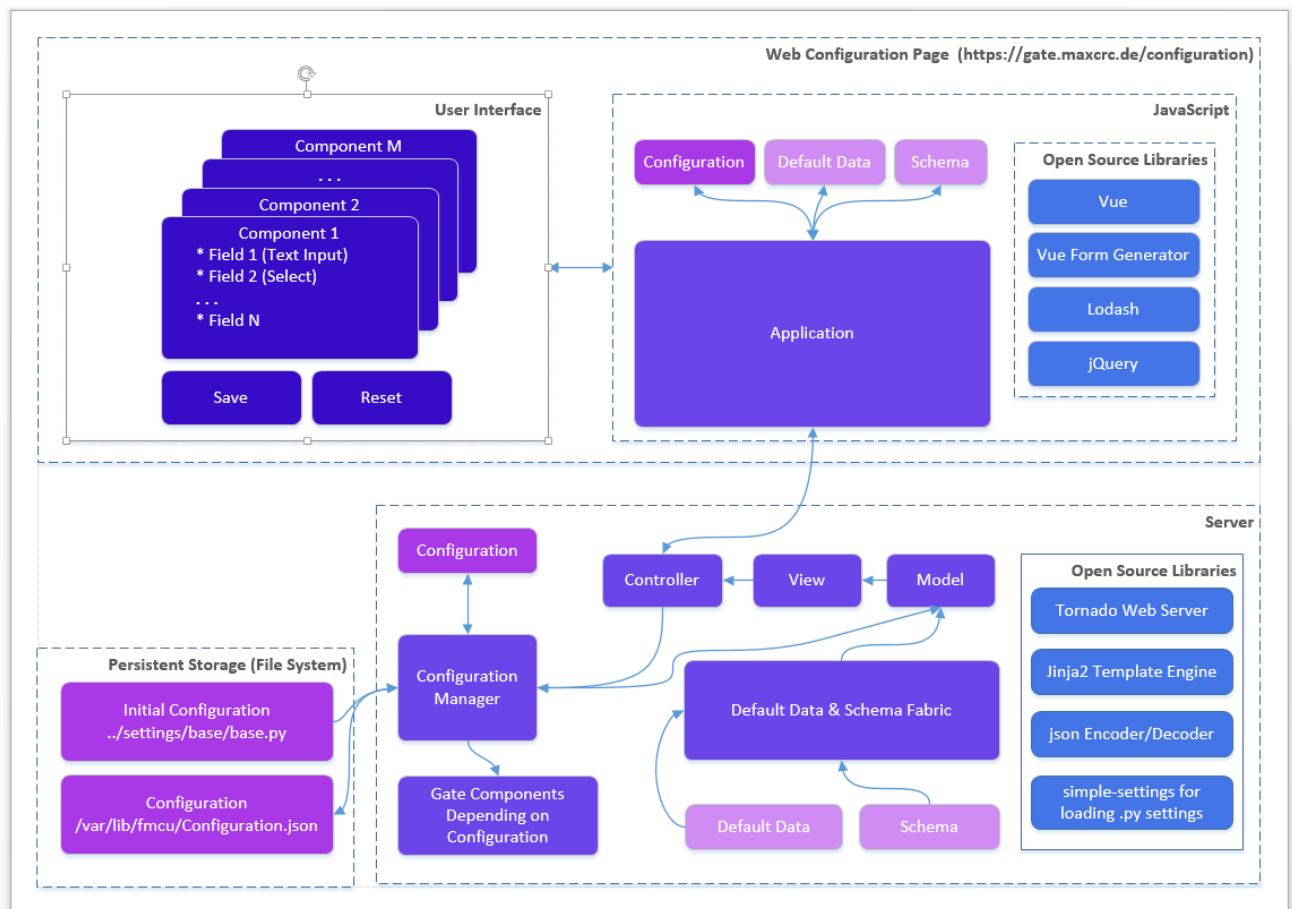 Web Configuration Page (https://gate.maxcrc.de/configuration)
User Interface
Component M
. . .
Component 2
Component 1
* Field 1 (Text Input)
* Field 2 (Select)
. . .
* Field N
Save
Reset
JavaScript
Configuration
Default Data
Schema
Application
Open Source Libraries
Vue
Vue Form Generator
Lodash
jQuery
Server
Configuration
Controller
View
Model
Configuration
Manager
Default Data & Schema Fabric
Gate Components
Depending on
Configuration
Default Data
Schema
Open Source Libraries
Tornado Web Server
Jinja2 Template Engine
json Encoder/Decoder
simple-settings for
loading .py settings
Persistent Storage (File System)
Initial Configuration
../settings/base/base.py
Configuration
/var/lib/fmcu/Configuration.json